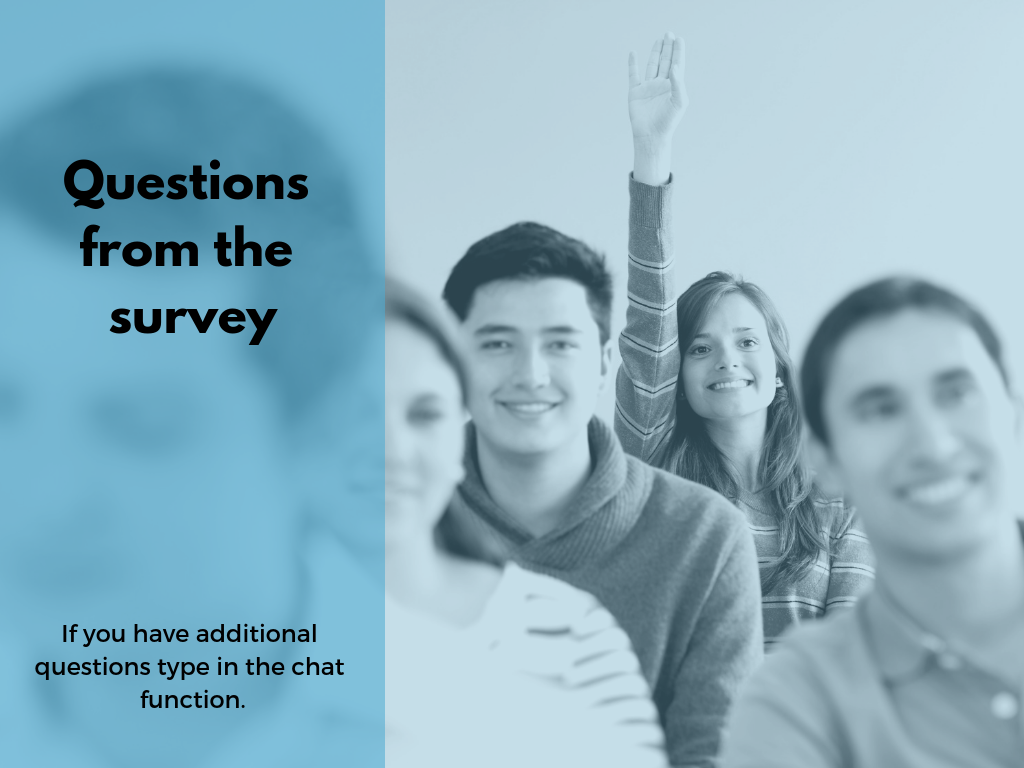 Questions
from the
survey
If you have additional
questions type in the chat
function.